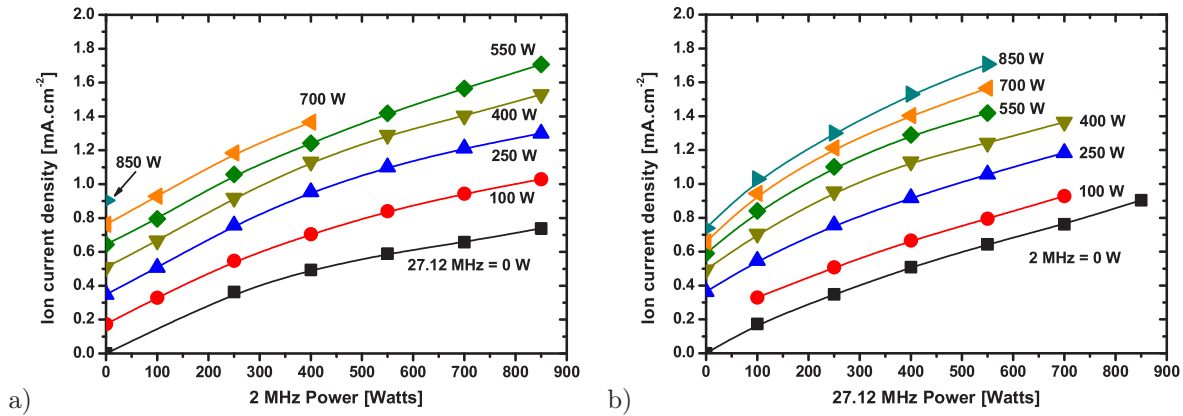 Ion current density [mA.cm-2]
2.0
1.8
1.6
1.4
1.2
1.0
0.8
0.6
0.4
0.2
0.0
550 W
700 W
400 W
850 W
250 W
100 W
27.12 MHz = 0 W
0 100 200 300 400 500 600 700 800 900
2 MHz Power [Watts]
a)
Ion current density [mA.cm-2]
2.0
1.8
1.6
1.4
1.2
1.0
0.8
0.6
0.4
0.2
0.0
850 W
700 W
550 W
400 W
250 W
100 W
2 MHz = 0 W
0 100 200 300 400 500 600 700 800 900
27.12 MHz Power [Watts]
b)